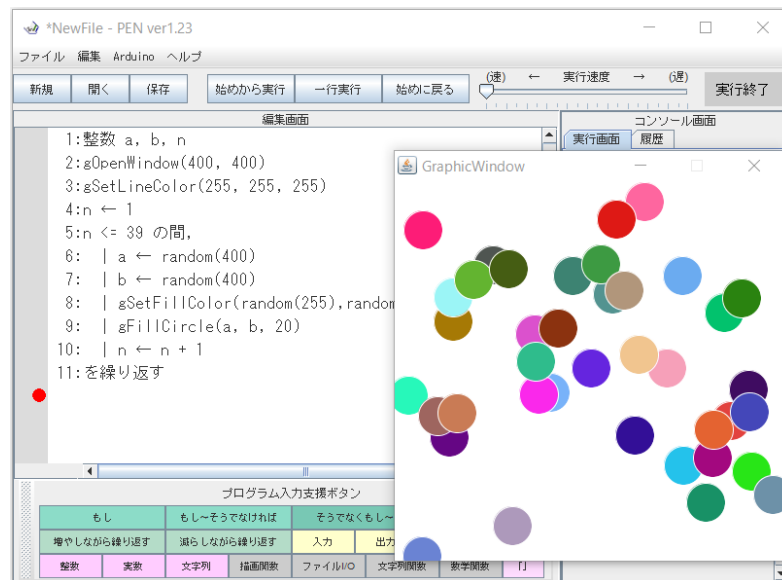 *NewFile - PEN ver1.23
ファイル 編集 Arduino ヘルプ
新規 開く 保存 始めから実行 一行実行 始めに戻る (速) ← 実行速度 → (遅) 実行終了
編集画面
コンソール画面
実行画面 履歴
1:整数 a, b, n
2:gOpenWindow(400, 400)
3:gSetLineColor(255, 255, 255)
4:n ← 1
5:n <= 39 の間,
6: | a ← random(400)
7: | b ← random(400)
8: | gSetFillColor(random(255),random
9: | gFillCircle(a, b, 20)
10: | n ← n + 1
11:を繰り返す
GraphicWindow
プログラム入力支援ボタン
もし もし～そうでなければ そうでなくもし～
増やしながら繰り返す 減らしながら繰り返す 入力 出力
整数 実数 文字列 描画関数 ファイルI/O 文字列関数 数学関数 「」